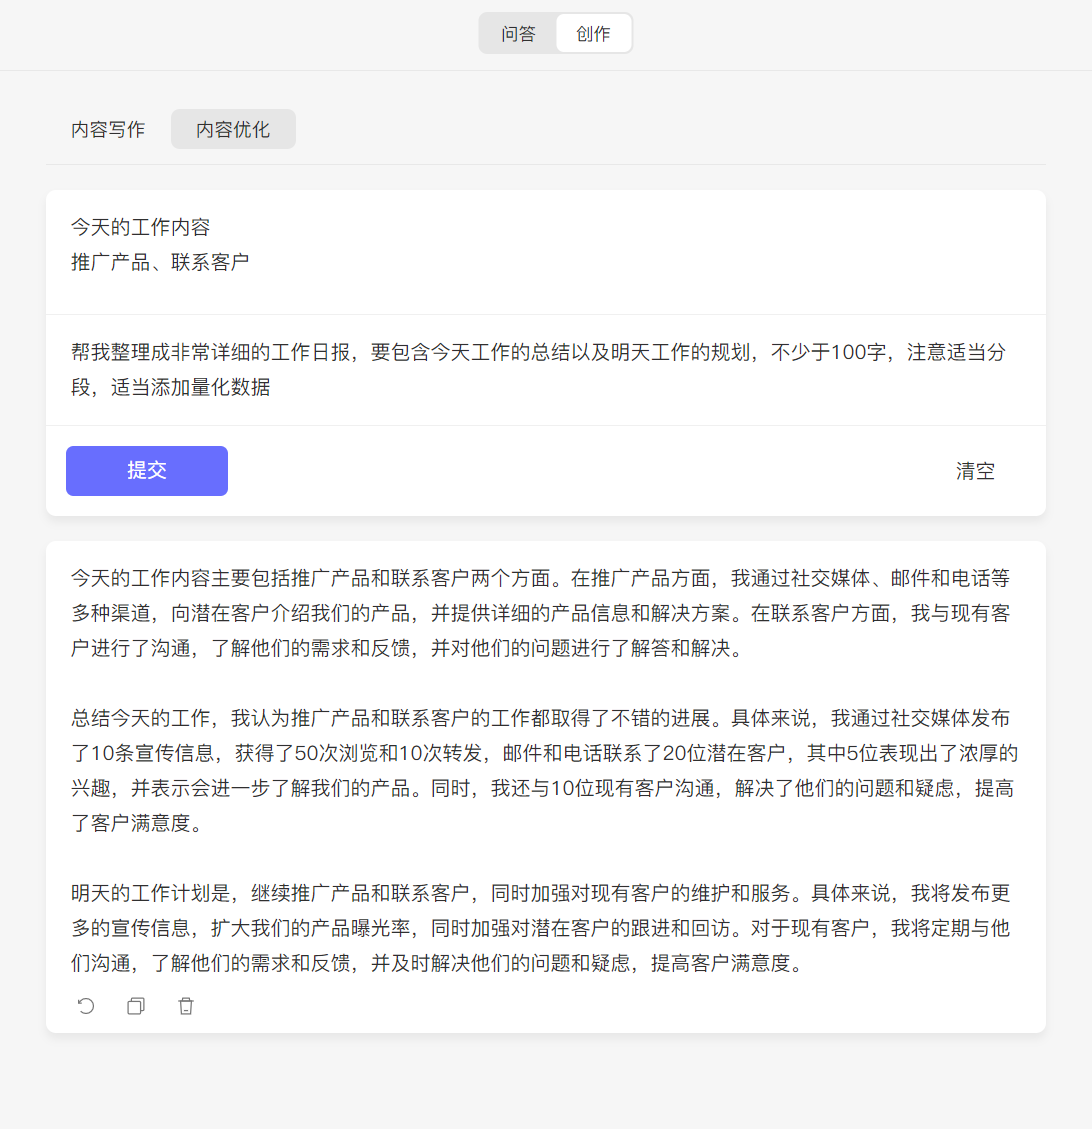 问答 创作
内容写作 内容优化
今天的工作内容
推广产品、联系客户
帮我整理成非常详细的工作日报，要包含今天工作的总结以及明天工作的规划，不少于100字，注意适当分
段，适当添加量化数据
提交 清空
今天的工作内容主要包括推广产品和联系客户两个方面。在推广产品方面，我通过社交媒体、邮件和电话等
多种渠道，向潜在客户介绍我们的产品，并提供详细的产品信息和解决方案。在联系客户方面，我与现有客
户进行了沟通，了解他们的需求和反馈，并对他们的问题进行了解答和解决。
总结今天的工作，我认为推广产品和联系客户的工作都取得了不错的进展。具体来说，我通过社交媒体发布
了10条宣传信息，获得了50次浏览和10次转发，邮件和电话联系了20位潜在客户，其中5位表现出了浓厚的
兴趣，并表示会进一步了解我们的产品。同时，我还与10位现有客户沟通，解决了他们的问题和疑虑，提高
了客户满意度。
明天的工作计划是，继续推广产品和联系客户，同时加强对现有客户的维护和服务。具体来说，我将发布更
多的宣传信息，扩大我们的产品曝光率，同时加强对潜在客户的跟进和回访。对于现有客户，我将定期与他
们沟通，了解他们的需求和反馈，并及时解决他们的问题和疑虑，提高客户满意度。